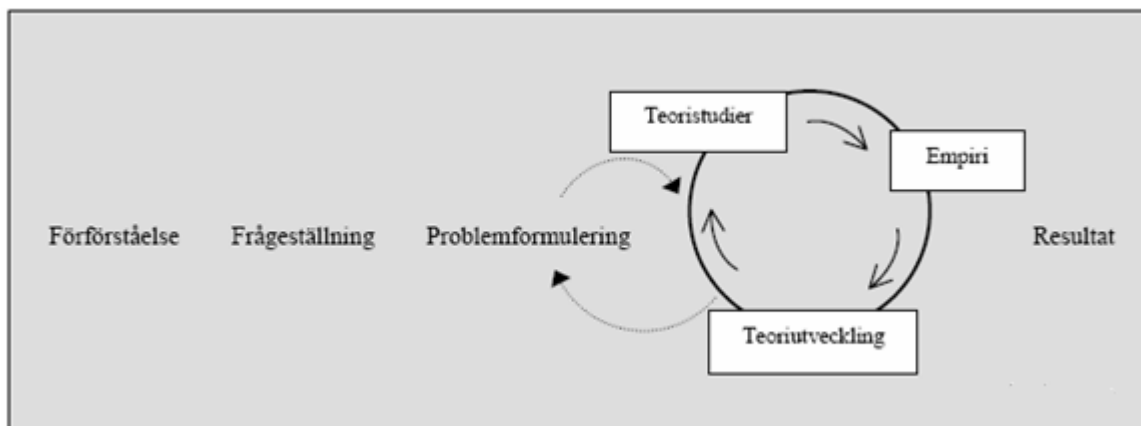 Teoristudier
Empiri
Förförståelse Frågeställning Problemformulering Resultat
Teoriutveckling